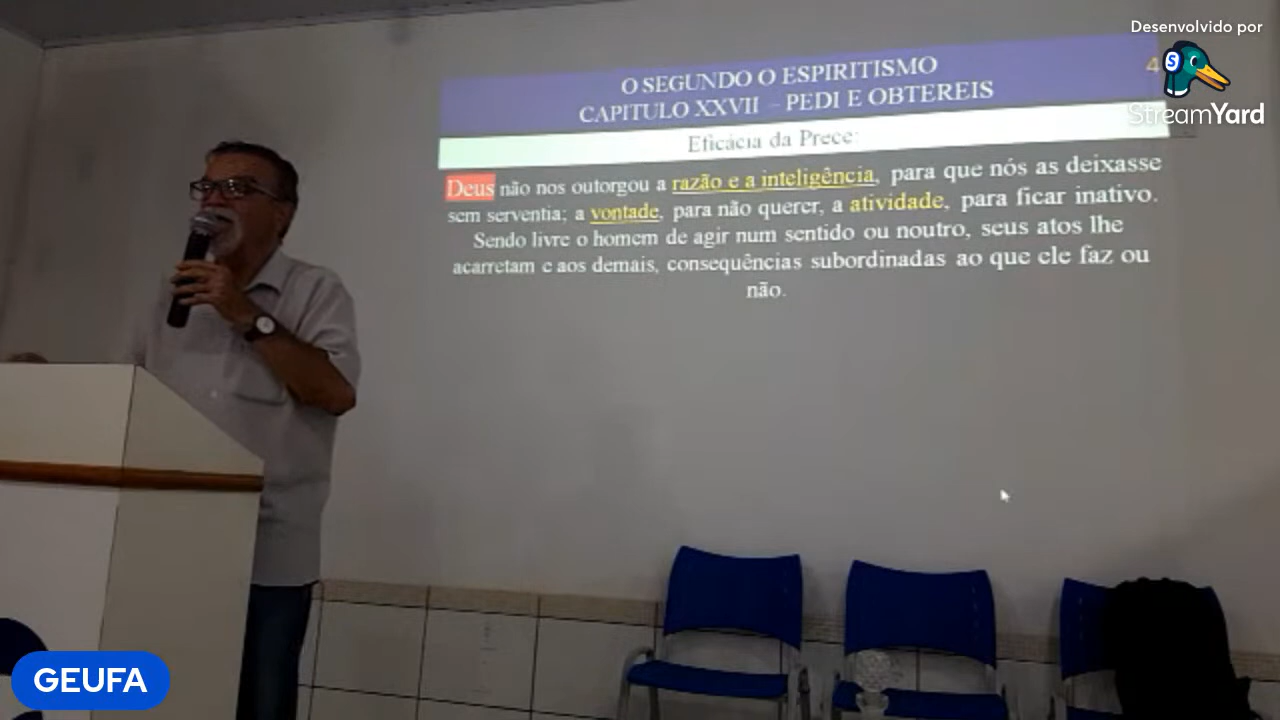 Desenvolvido por
StreamYard
4
O SEGUNDO O ESPIRITISMO
CAPITULO XXVII – PEDI E OBTEREIS
Eficácia da Prece:
Deus não nos outorgou a razão e a inteligência, para que nós as deixasse
sem serventia; a vontade, para não querer, a atividade, para ficar inativo.
Sendo livre o homem de agir num sentido ou noutro, seus atos lhe
acarretam e aos demais, consequências subordinadas ao que ele faz ou
não.
GEUFA